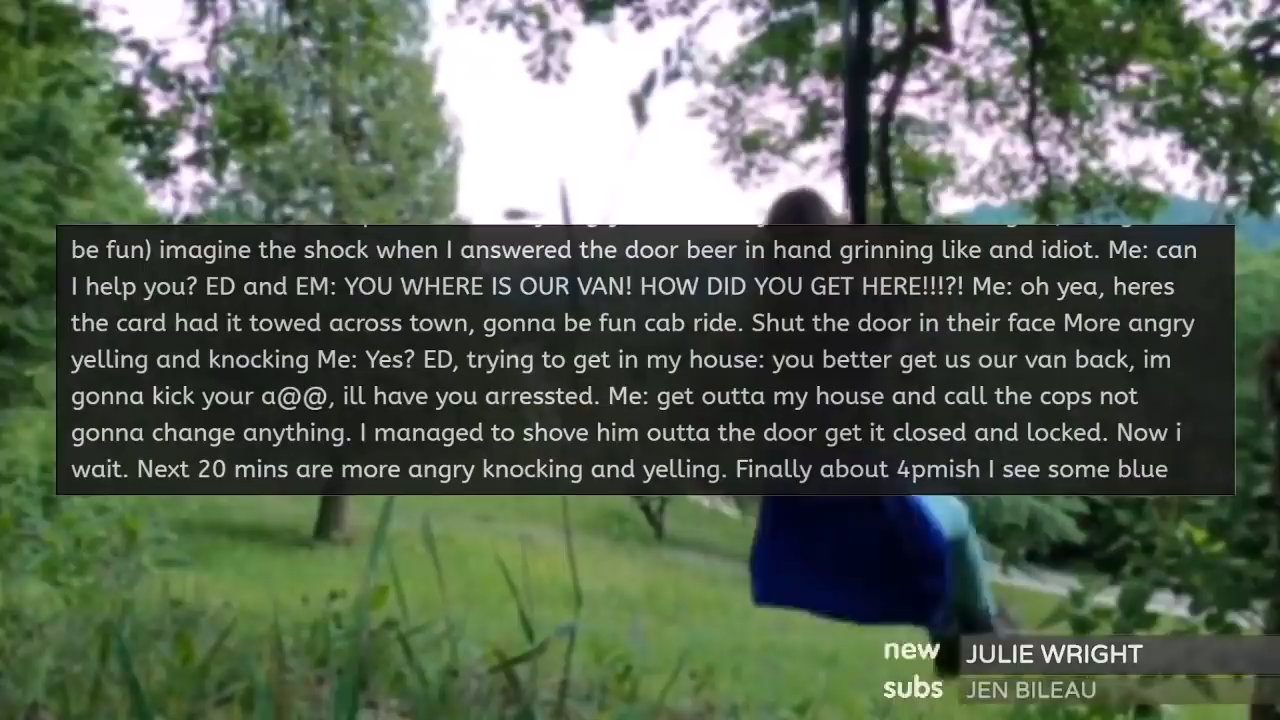 be fun) imagine the shock when I answered the door beer in hand grinning like and idiot. Me: can
I help you? ED and EM: YOU WHERE IS OUR VAN! HOW DID YOU GET HERE!!!?! Me: oh yea, heres
the card had it towed across town, gonna be fun cab ride. Shut the door in their face More angry
yelling and knocking Me: Yes? ED, trying to get in my house: you better get us our van back, im
gonna kick your a@@, ill have you arressted. Me: get outta my house and call the cops not
gonna change anything. I managed to shove him outta the door get it closed and locked. Now i
wait. Next 20 mins are more angry knocking and yelling. Finally about 4pmish I see some blue
new JULIE WRIGHT
subs JEN BILEAU